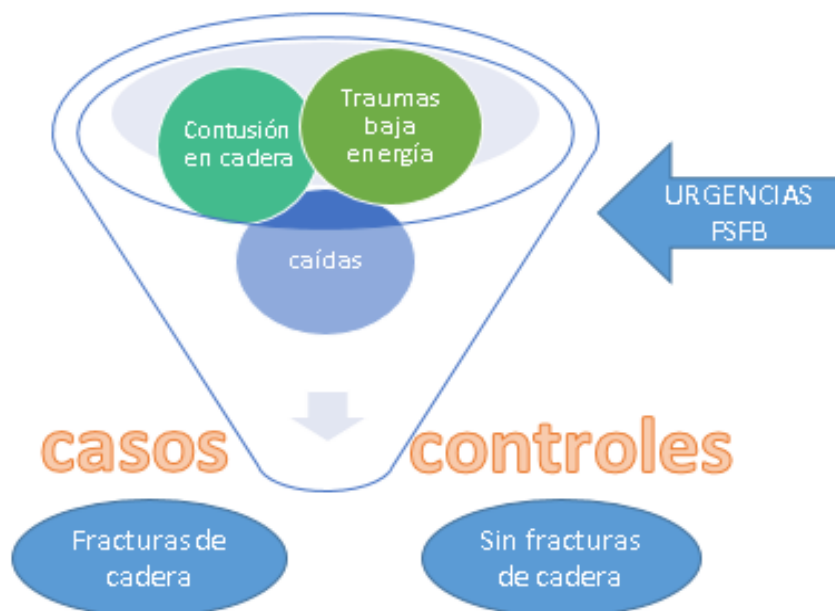 Contusión
en cadera
Traumas
baja
energía
caídas
URGENCIAS
FSFB
casos
controles
Fracturas de
cadera
Sin fracturas
de cadera